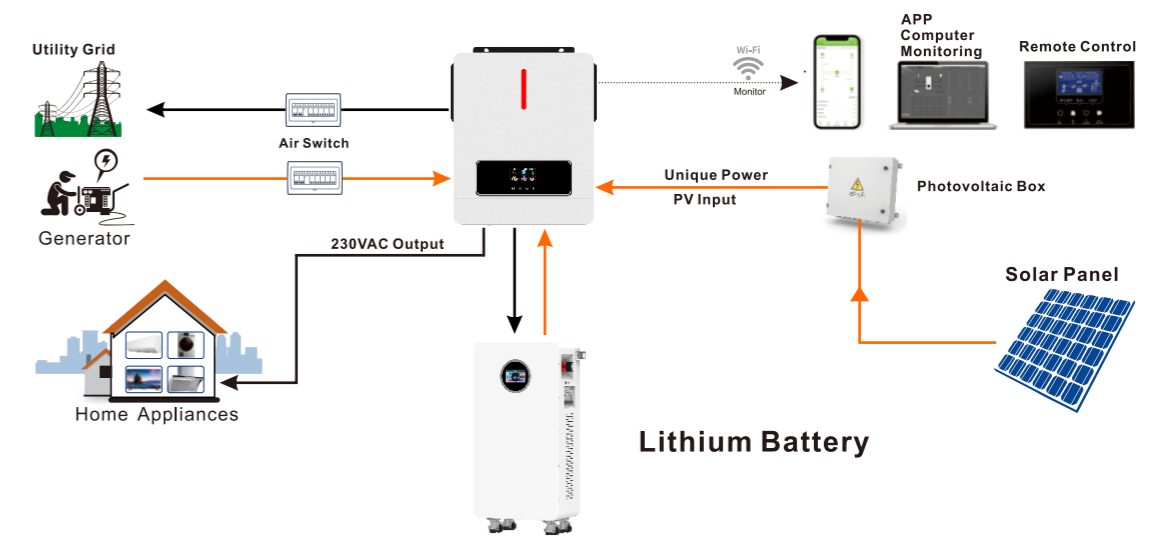 Utility Grid
Air Switch
Generator
230VAC Output
Home Appliances
Wi-Fi
Monitor
APP
Computer
Monitoring
Remote Control
Unique Power
PV Input
Photovoltaic Box
Solar Panel
Lithium Battery